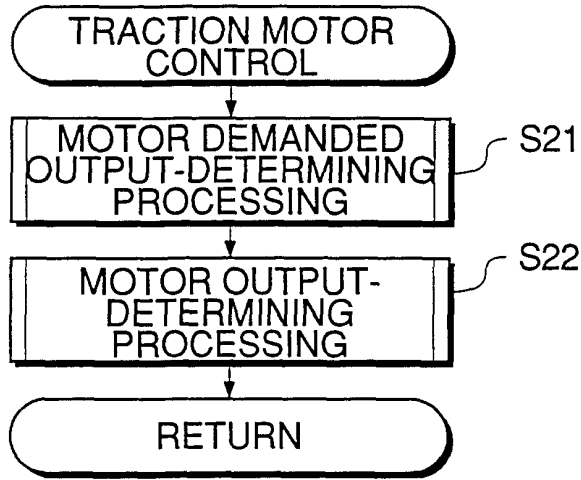 TRACTION MOTOR
CONTROL
MOTOR DEMANDED
OUTPUT-DETERMINING
PROCESSING
S21
MOTOR OUTPUT-
DETERMINING
PROCESSING
S22
RETURN